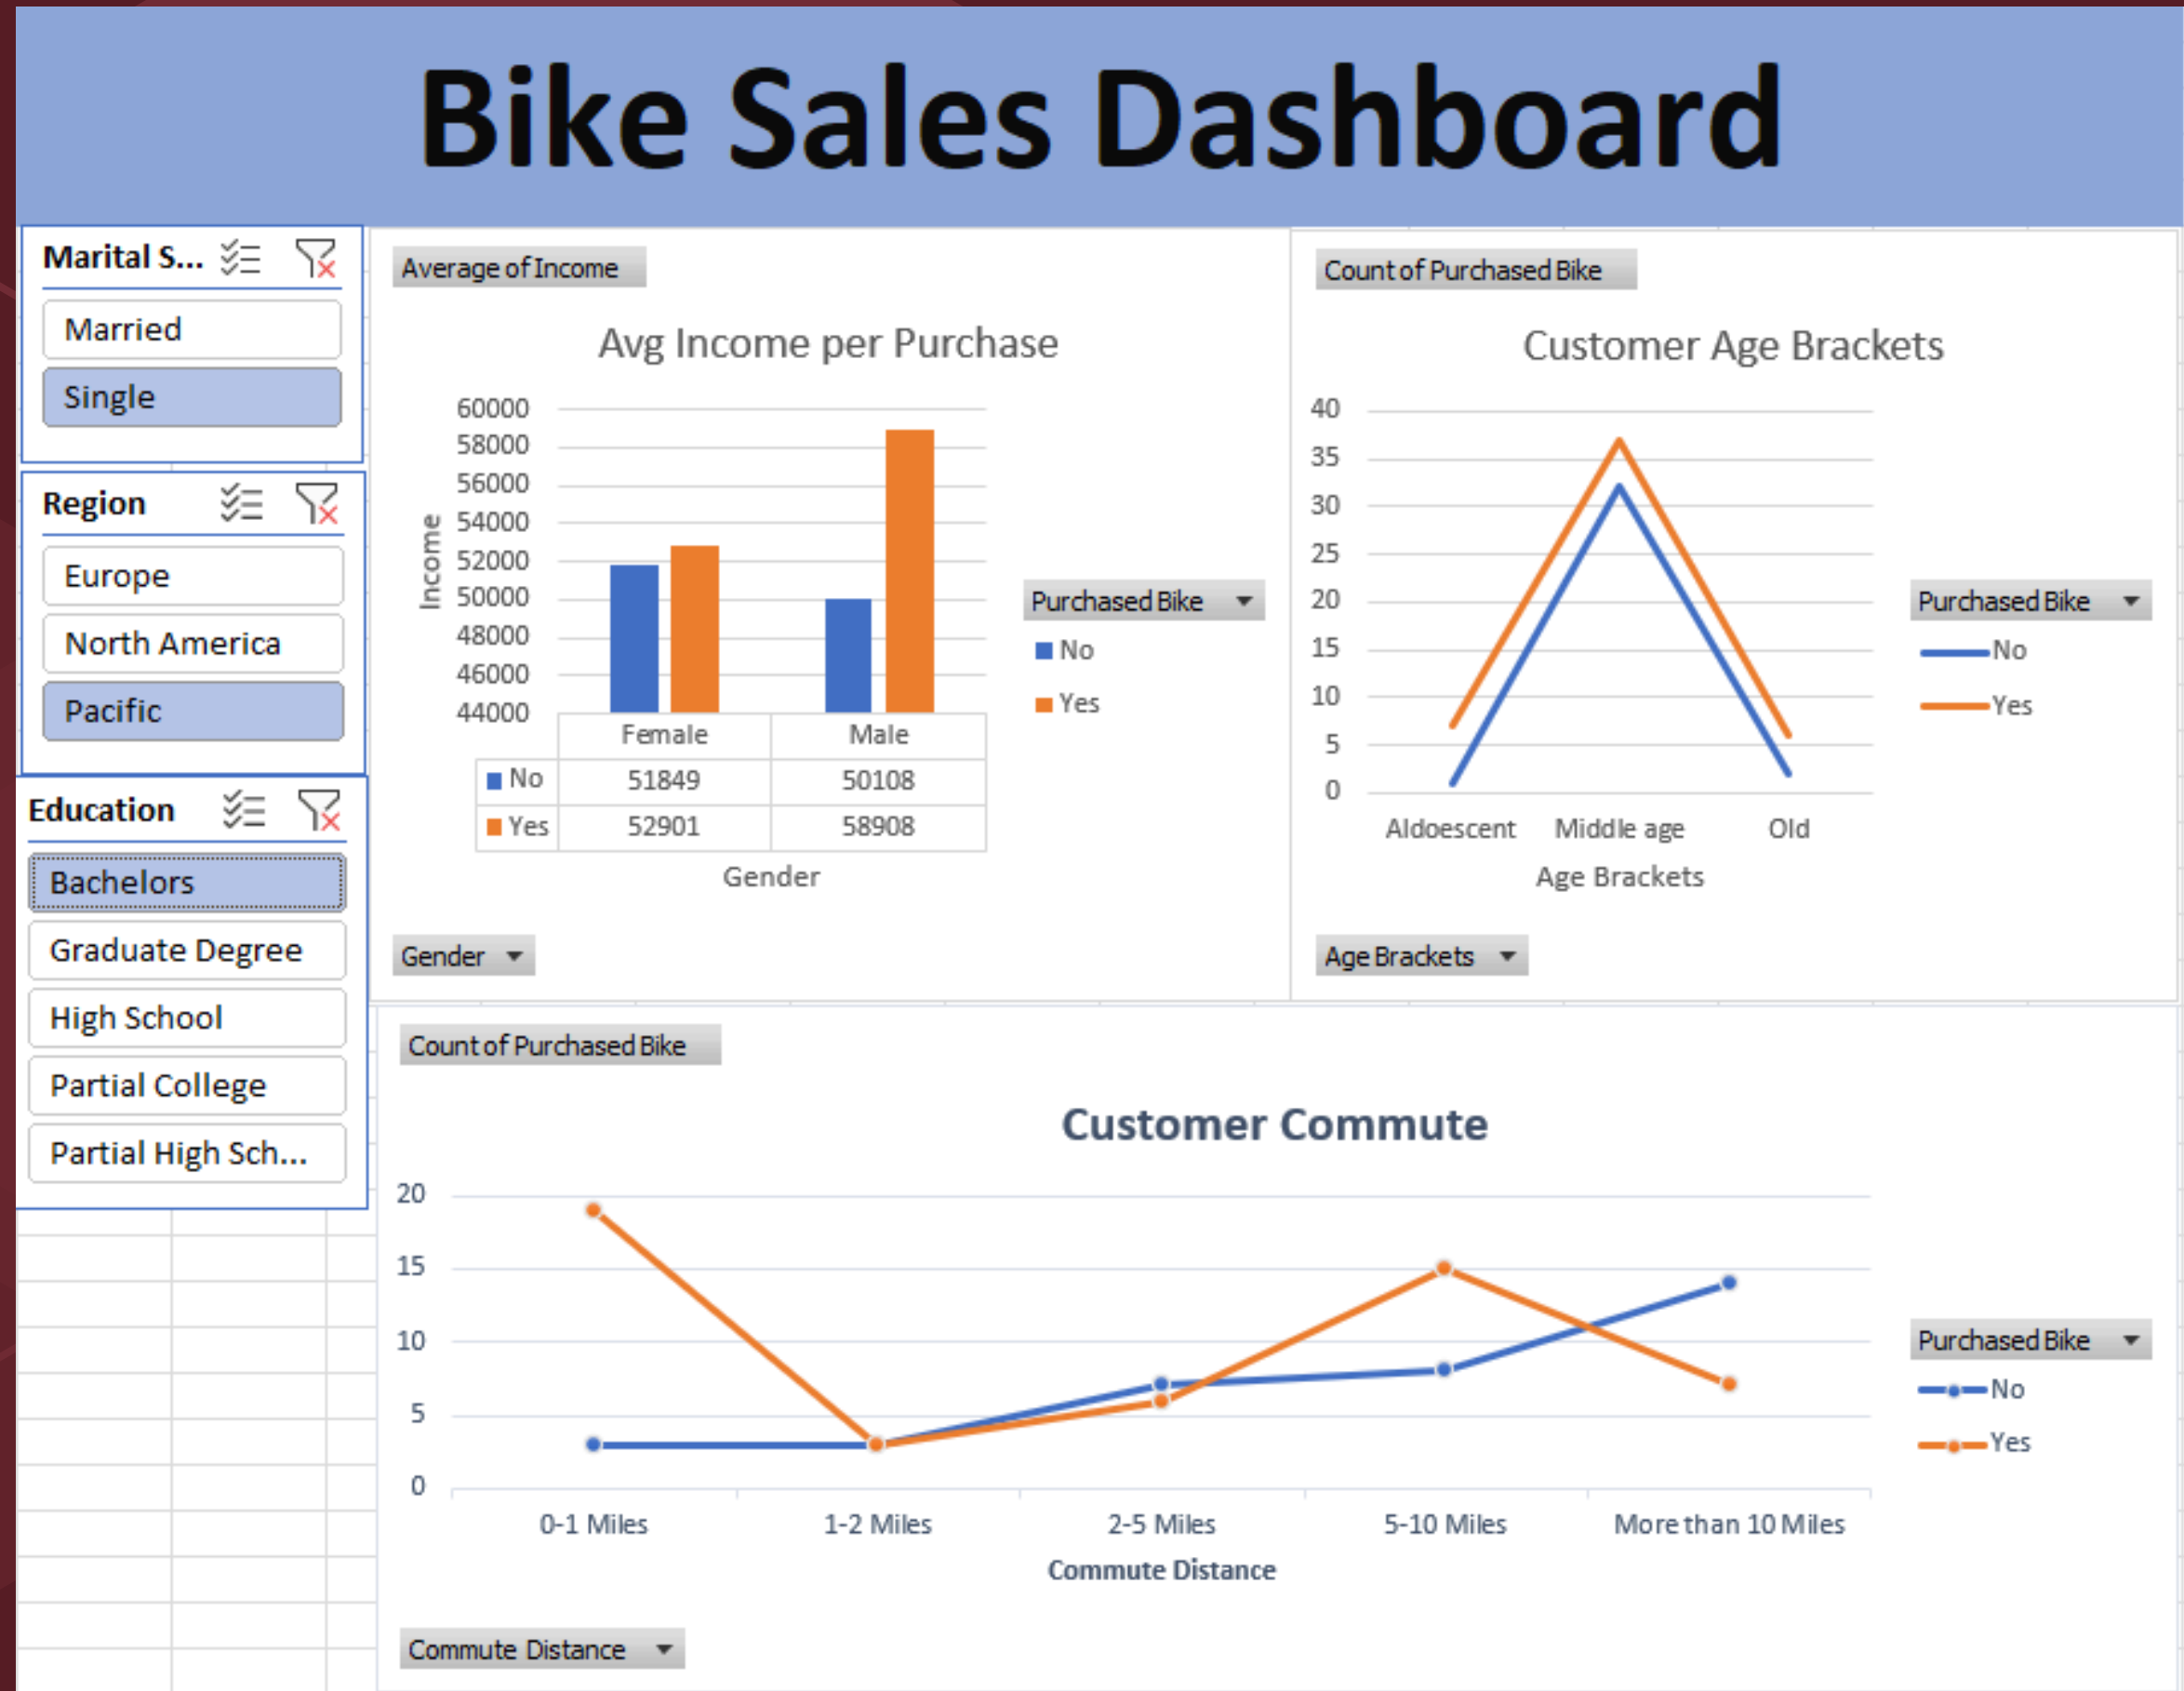 Bike Sales Dashboard
Marital S...
Married
Single
Region
Europe
North America
Pacific
Education
Bachelors
Graduate Degree
High School
Partial College
Partial High Sch...
Average of Income
Avg Income per Purchase
60000
58000
56000
54000
52000
50000
48000
46000
44000
Income
Female Male
No 51849 50108
Yes 52901 58908
Gender
Purchased Bike
No
Yes
Gender
Count of Purchased Bike
Customer Age Brackets
40
35
30
25
20
15
10
5
0
Aldoescent Middle age Old
Age Brackets
Purchased Bike
No
Yes
Age Brackets
Count of Purchased Bike
Customer Commute
20
15
10
5
0
0-1 Miles 1-2 Miles 2-5 Miles 5-10 Miles More than 10 Miles
Commute Distance
Purchased Bike
No
Yes
Commute Distance